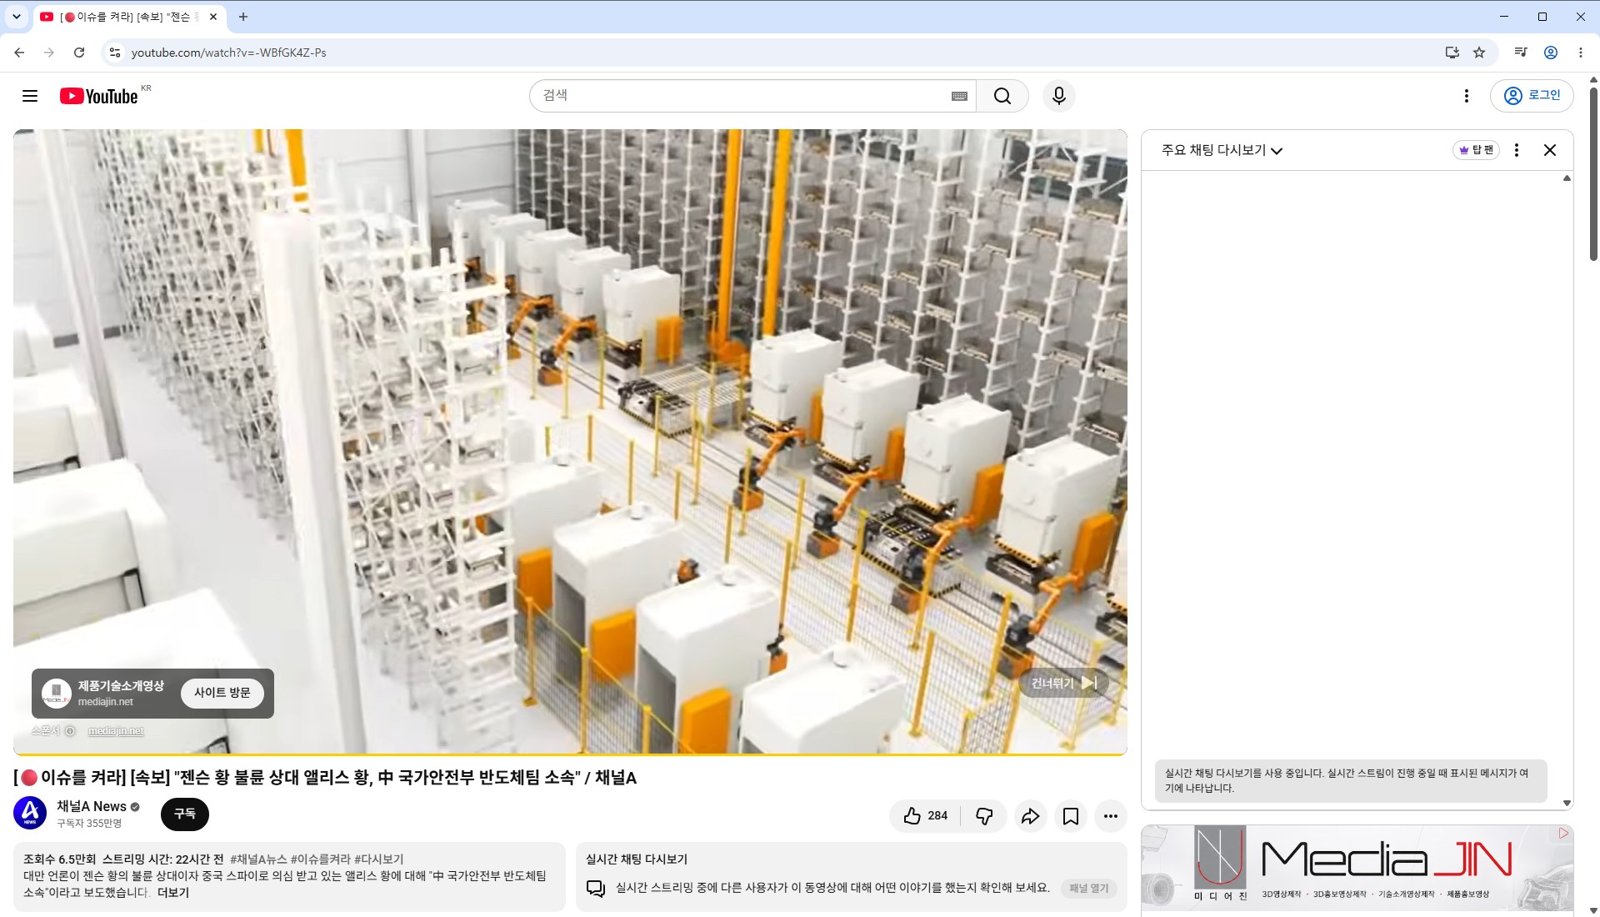 [🔴이슈를 켜라] [속보] "젠슨 황
youtube.com/watch?v=-WBfGK4Z-Ps
YouTube KR
검색
로그인
주요 채팅 다시보기
탑 팬
제품기술소개영상
mediajin.net
사이트 방문
건너뛰기
스폰서
mediajin.net
실시간 채팅 다시보기를 사용 중입니다. 실시간 스트림이 진행 중일 때 표시된 메시지가 여
기에 나타납니다.
[🔴이슈를 켜라] [속보] "젠슨 황 불륜 상대 앨리스 황, 中 국가안전부 반도체팀 소속" / 채널A
채널A News
구독자 355만명
구독
284
조회수 6.5만회 스트리밍 시간: 22시간 전 #채널A뉴스 #이슈를켜라 #다시보기
대만 언론이 젠슨 황의 불륜 상대이자 중국 스파이로 의심 받고 있는 앨리스 황에 대해 "中 국가안전부 반도체팀
소속"이라고 보도했습니다. 더보기
실시간 채팅 다시보기
실시간 스트리밍 중에 다른 사용자가 이 동영상에 대해 어떤 이야기를 했는지 확인해 보세요.
패널 열기
Media JIN
미디어진
3D영상제작 · 3D홍보영상제작 · 기술소개영상제작 · 제품홍보영상